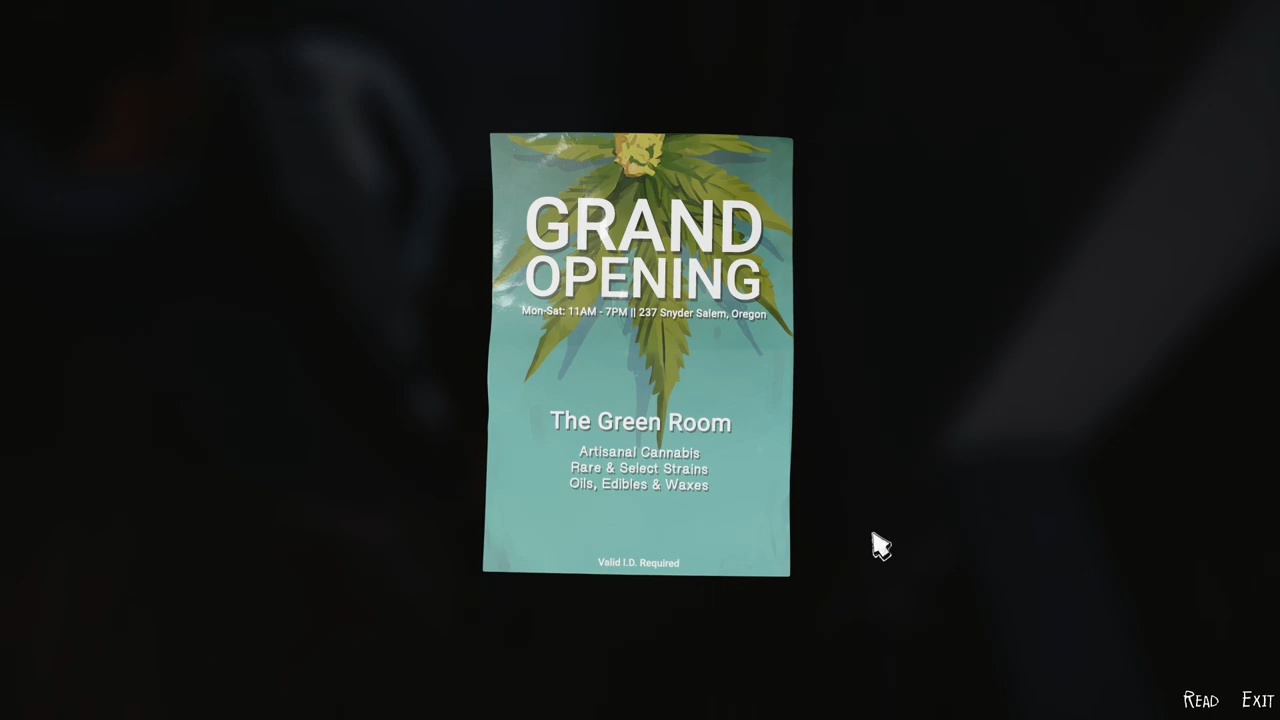 GRAND
OPENING
Mon-Sat: 11AM - 7PM || 237 Snyder Salem, Oregon
The Green Room
Artisanal Cannabis
Rare & Select Strains
Oils, Edibles & Waxes
Valid I.D. Required
READ EXIT